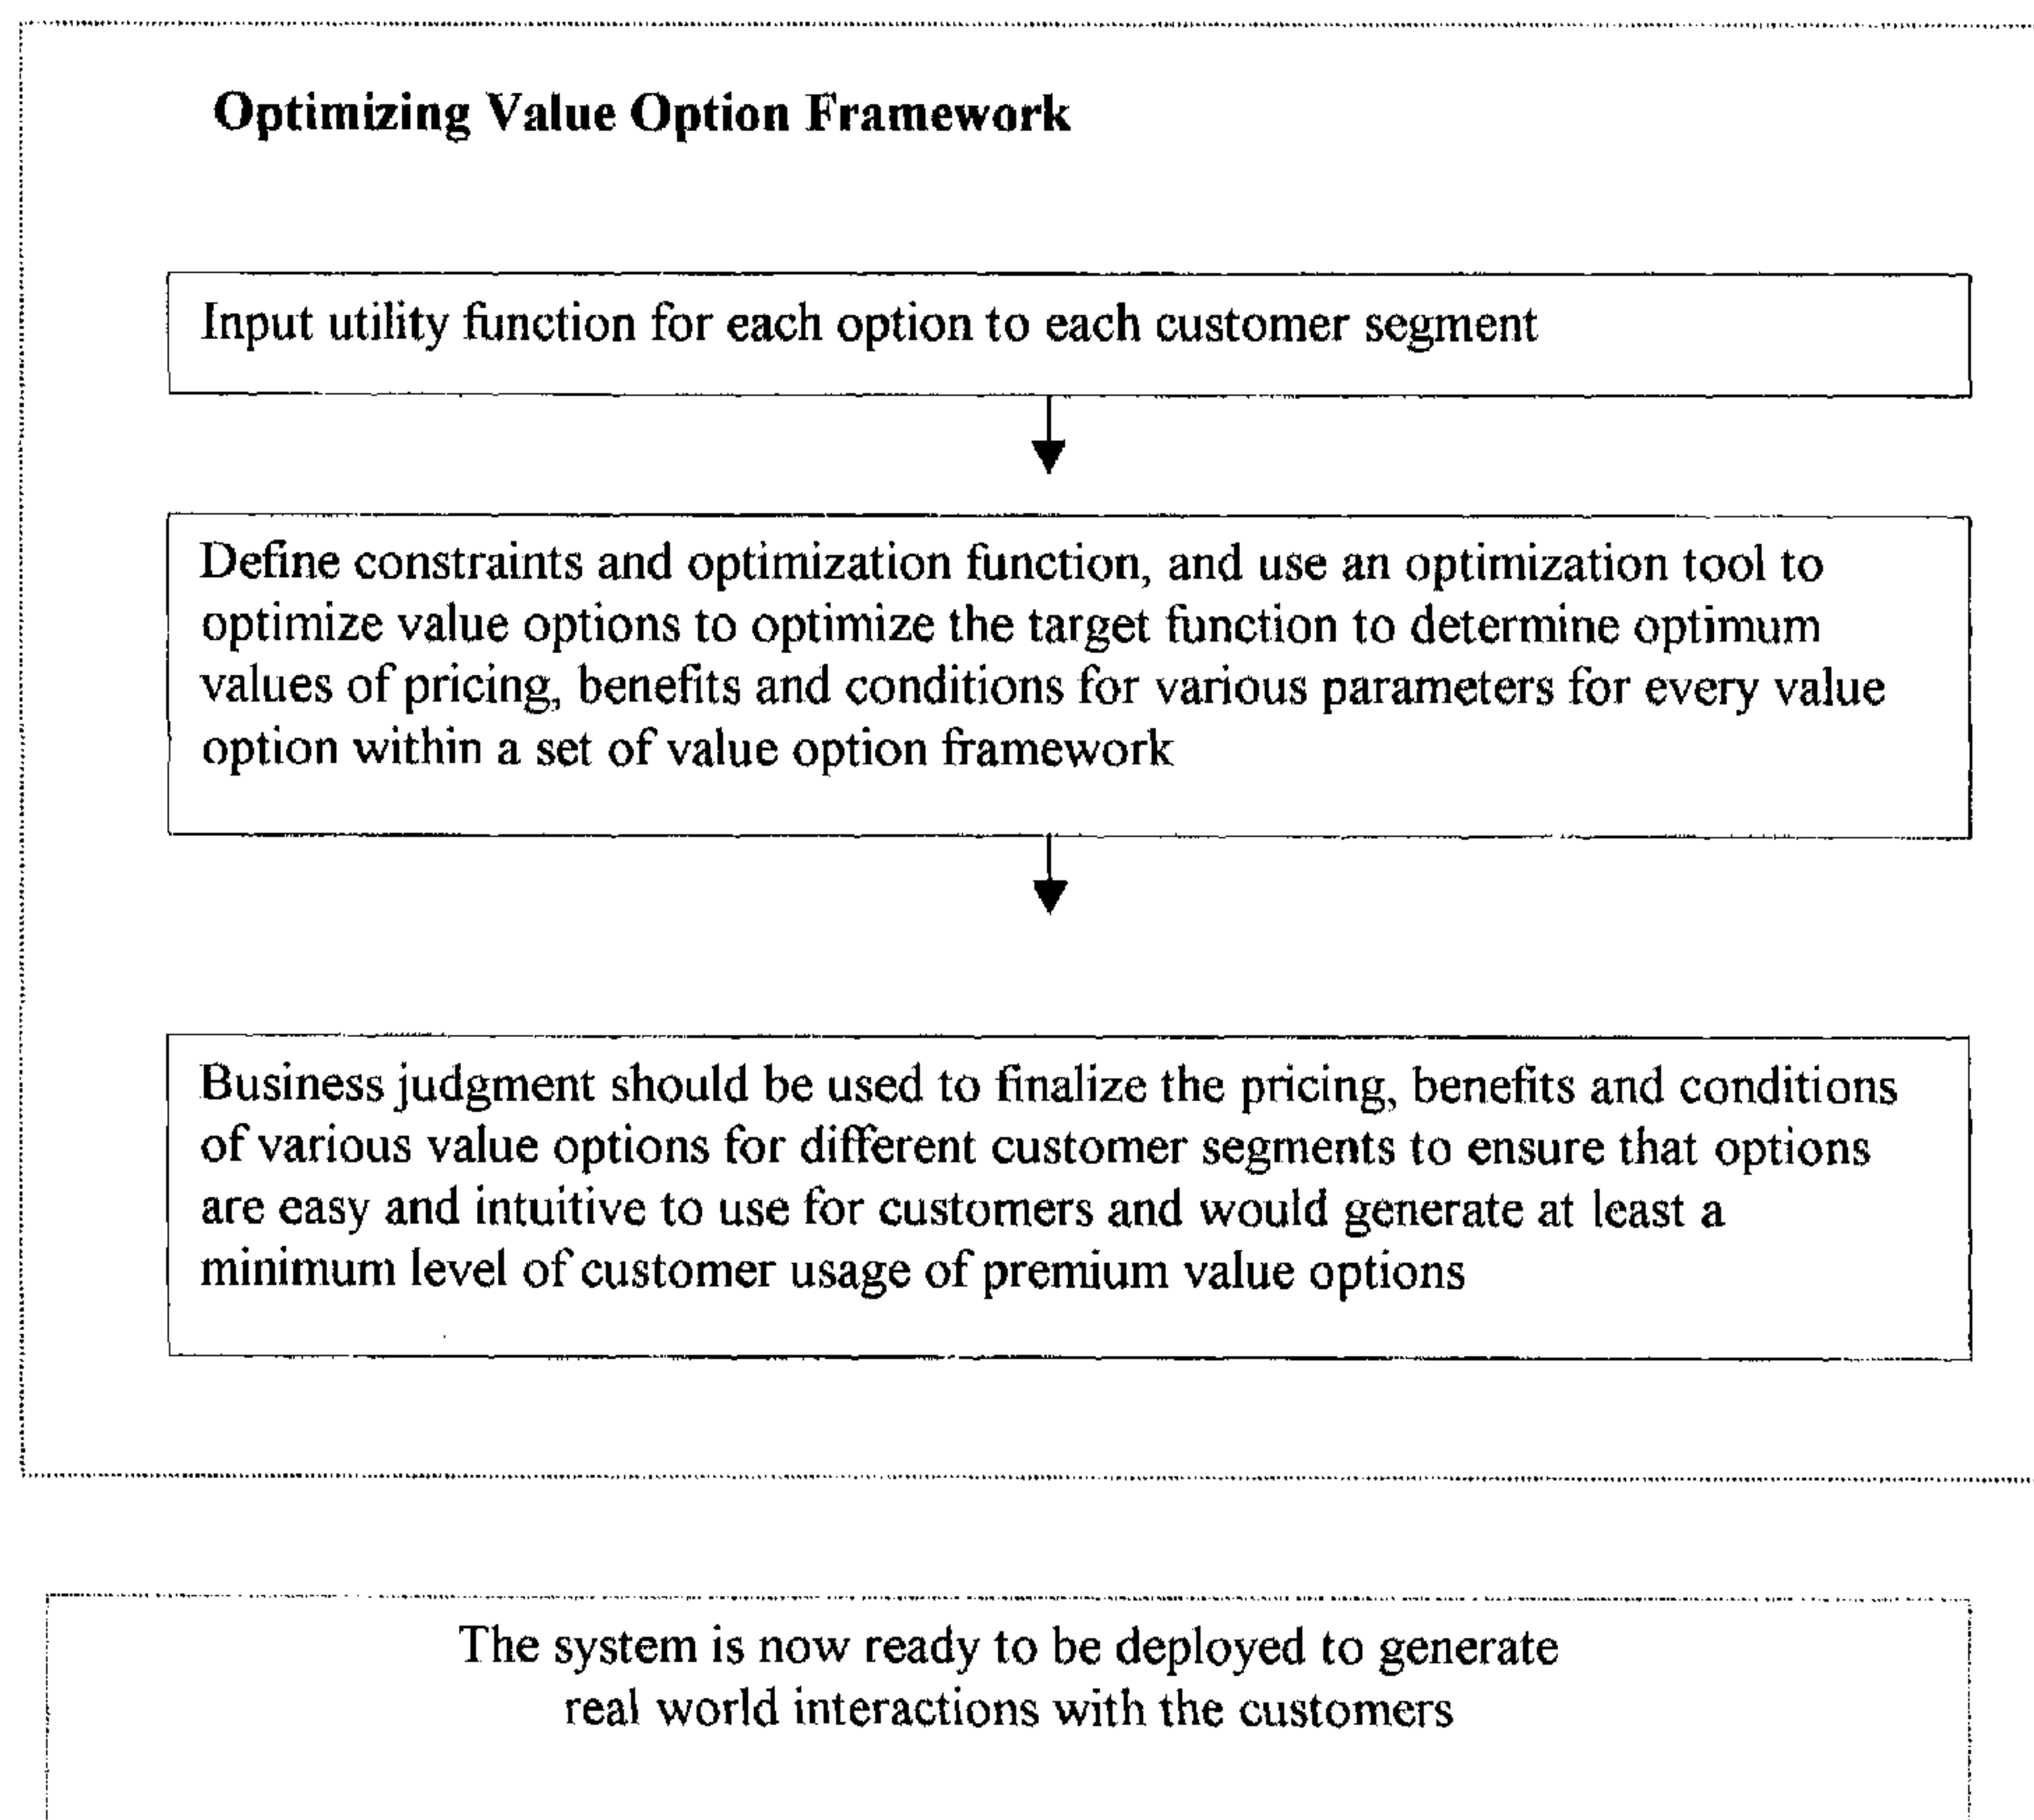 Optimizing Value Option Framework
Input utility function for each option to each customer segment
Define constraints and optimization function, and use an optimization tool to
optimize value options to optimize the target function to determine optimum
values of pricing, benefits and conditions for various parameters for every value
option within a set of value option framework
Business judgment should be used to finalize the pricing, benefits and conditions
of various value options for different customer segments to ensure that options
are easy and intuitive to use for customers and would generate at least a
minimum level of customer usage of premium value options
The system is now ready to be deployed to generate
real world interactions with the customers